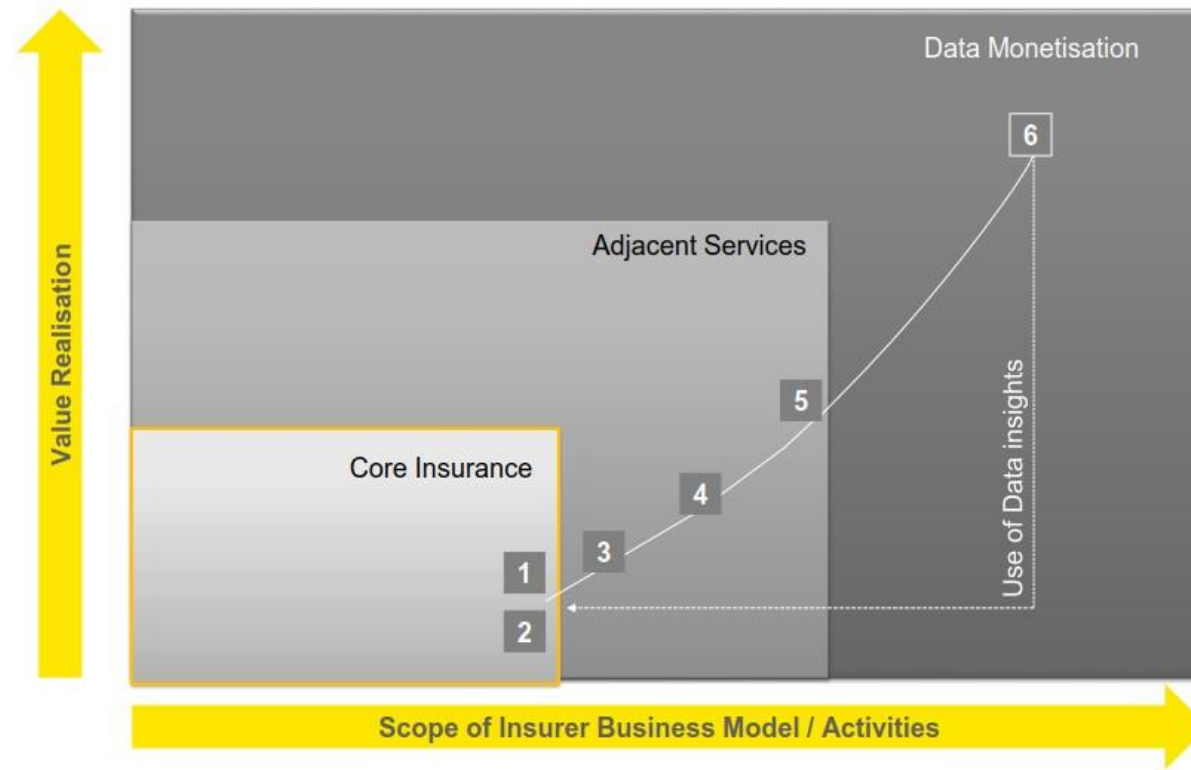 Data Monetisation
6
Adjacent Services
Value Realisation
5
Use of Data insights
Core Insurance
4
3
1
2
Scope of Insurer Business Model / Activities